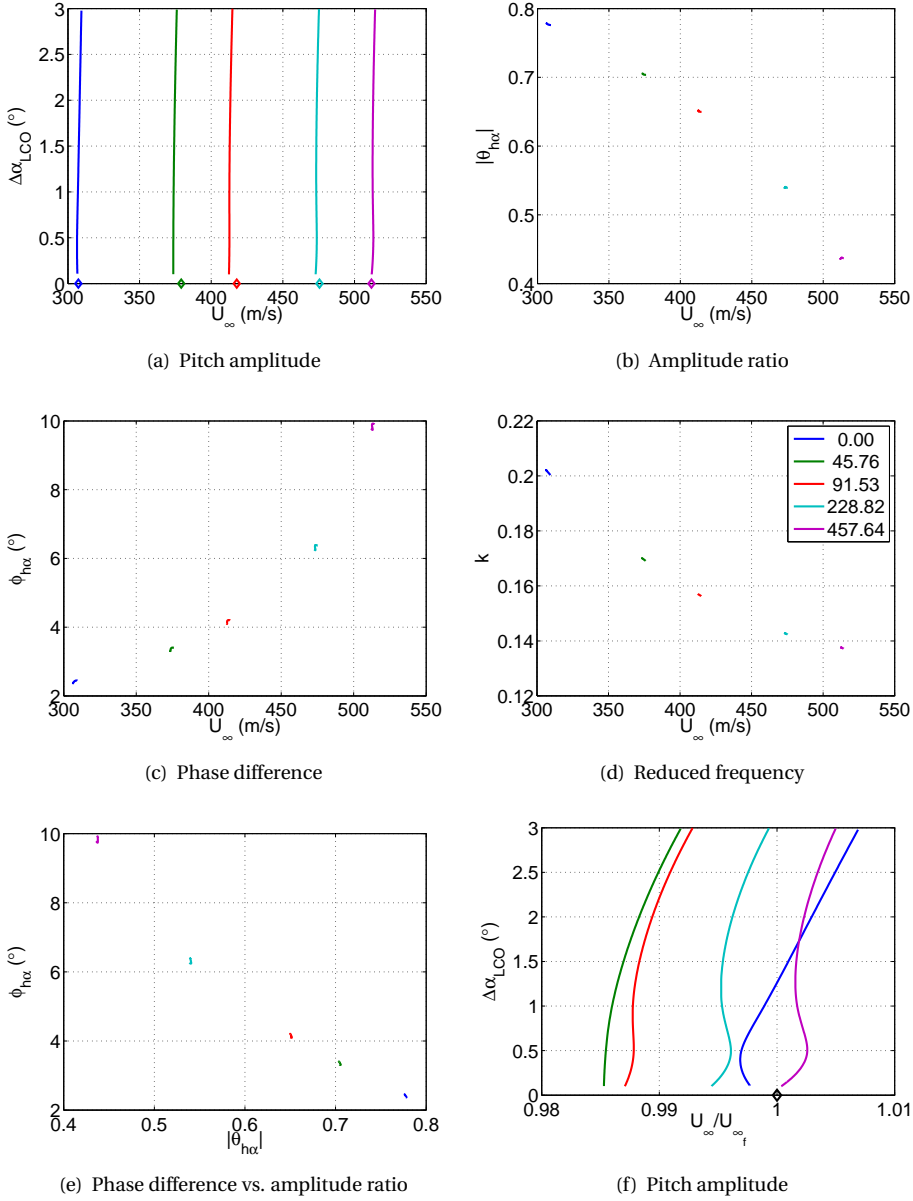 3
2.5
2
1.5
1
0.5
0
Δα_LCO (°)
300 350 400 450 500 550
U_∞ (m/s)
(a) Pitch amplitude
0.8
0.7
0.6
0.5
0.4
|θ_hα|
300 350 400 450 500 550
U_∞ (m/s)
(b) Amplitude ratio
10
8
6
4
2
φ_hα (°)
300 350 400 450 500 550
U_∞ (m/s)
(c) Phase difference
0.22
0.2
0.18
0.16
0.14
0.12
k
0.00
45.76
91.53
228.82
457.64
300 350 400 450 500 550
U_∞ (m/s)
(d) Reduced frequency
10
8
6
4
2
φ_hα (°)
0.4 0.5 0.6 0.7 0.8
|θ_hα|
(e) Phase difference vs. amplitude ratio
3
2.5
2
1.5
1
0.5
0
Δα_LCO (°)
0.98 0.99 1 1.01
U_∞/U_∞_f
(f) Pitch amplitude